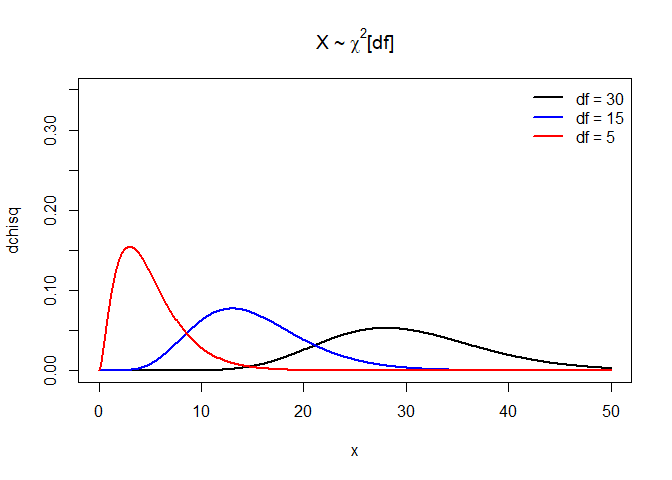 X ~ χ²[df]
df = 30
df = 15
df = 5
dchisq
0.30
0.20
0.10
0.00
0
10
20
30
40
50
x